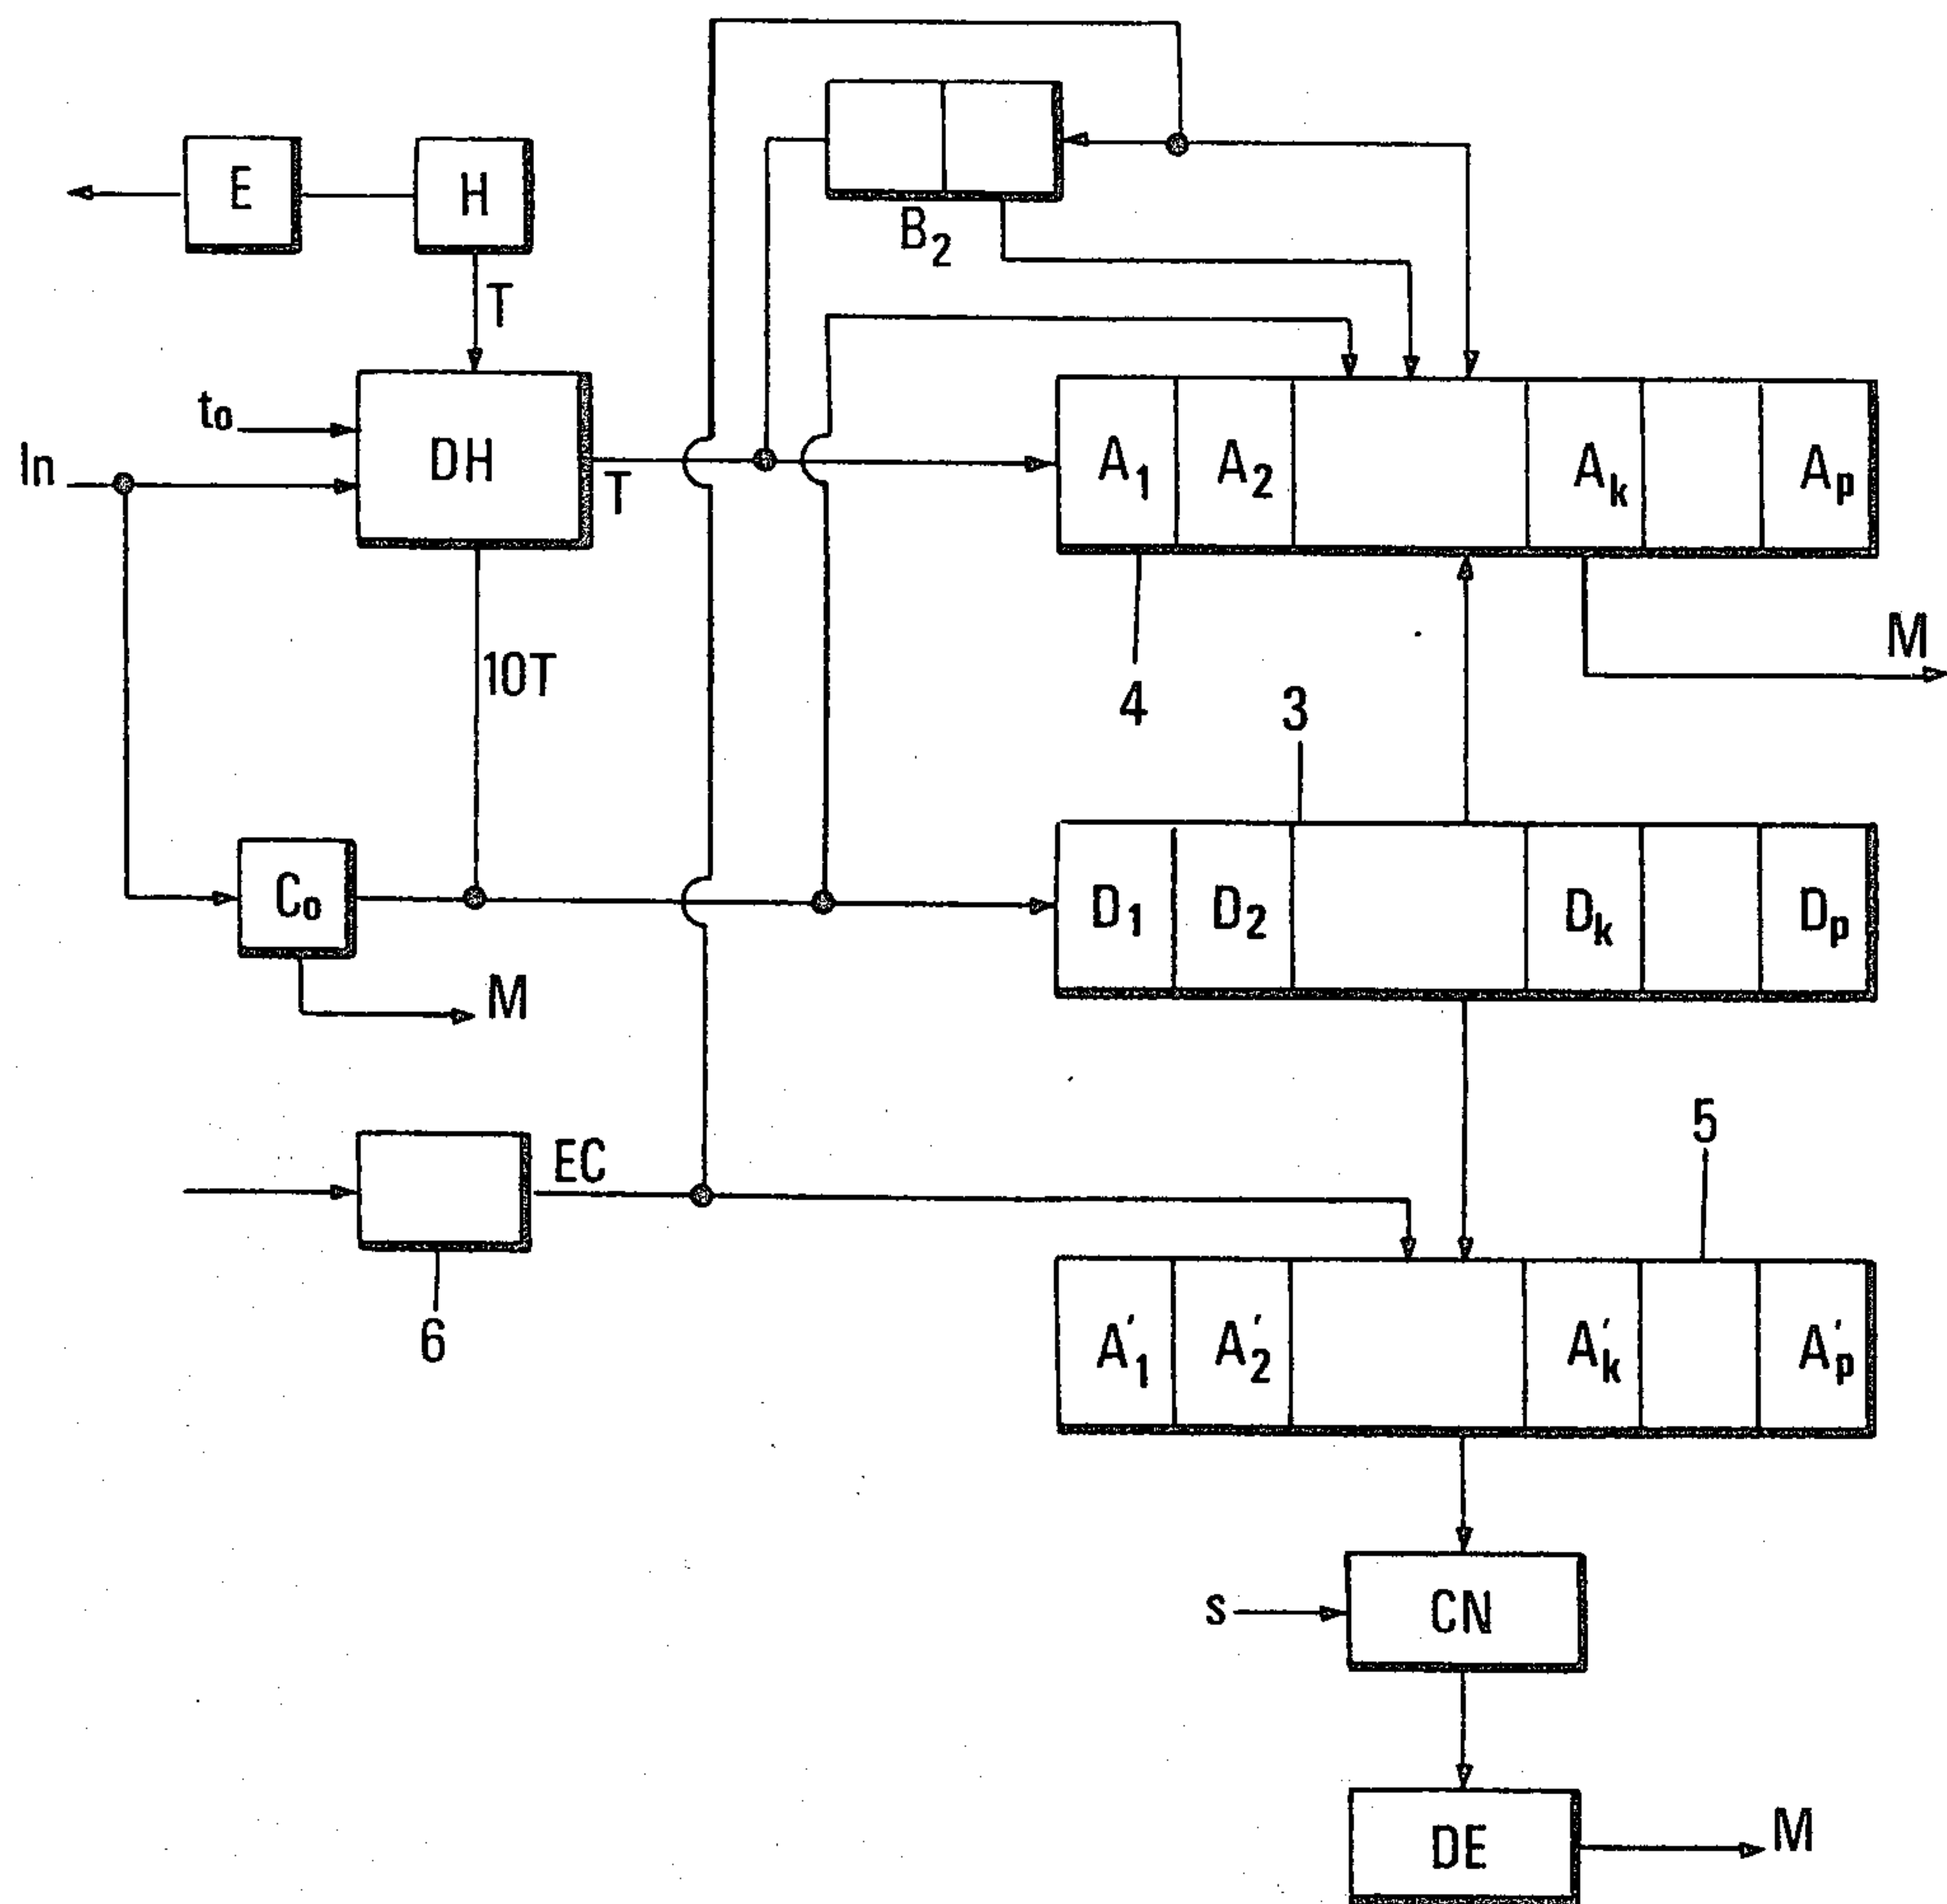 B₂
E
H
T
t₀
In
DH
T
10T
A₁ A₂ Aₖ Aₚ
4
M
3
C₀
D₁ D₂ Dₖ Dₚ
M
EC
5
6
A'₁ A'₂ A'ₖ A'ₚ
s
CN
DE
M